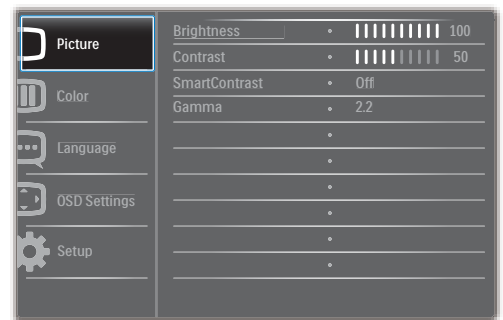 Picture
Color
Language
OSD Settings
Setup
Brightness 100
Contrast 50
SmartContrast Off
Gamma 2.2